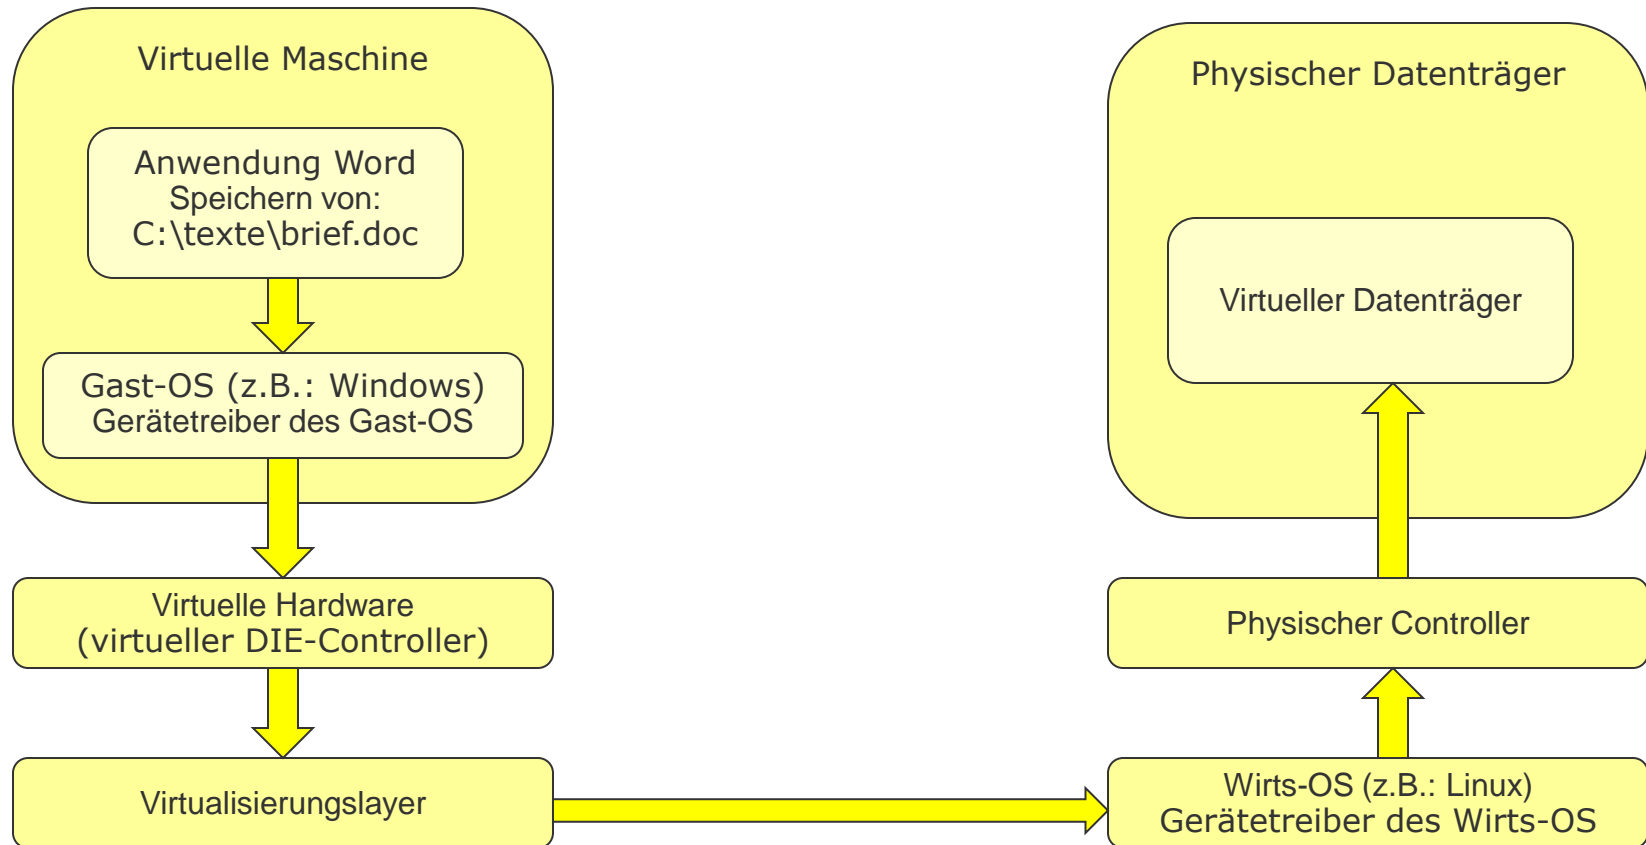 Virtuelle Maschine
Anwendung Word
Speichern von:
C:\texte\brief.doc
Gast-OS (z.B.: Windows)
Gerätetreiber des Gast-OS
Virtuelle Hardware
(virtueller DIE-Controller)
Virtualisierungslayer
Physischer Datenträger
Virtueller Datenträger
Physischer Controller
Wirts-OS (z.B.: Linux)
Gerätetreiber des Wirts-OS